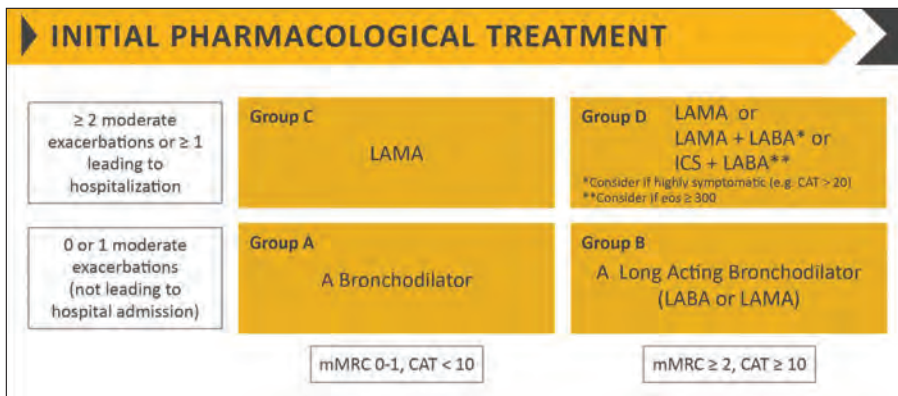 INITIAL PHARMACOLOGICAL TREATMENT
≥ 2 moderate
exacerbations or ≥ 1
leading to
hospitalization
Group C
LAMA
Group D
LAMA or
LAMA + LABA* or
ICS + LABA**
*Consider if highly symptomatic (e.g. CAT > 20)
**Consider if eos ≥ 300
0 or 1 moderate
exacerbations
(not leading to
hospital admission)
Group A
A Bronchodilator
Group B
A Long Acting Bronchodilator
(LABA or LAMA)
mMRC 0-1, CAT < 10
mMRC ≥ 2, CAT ≥ 10